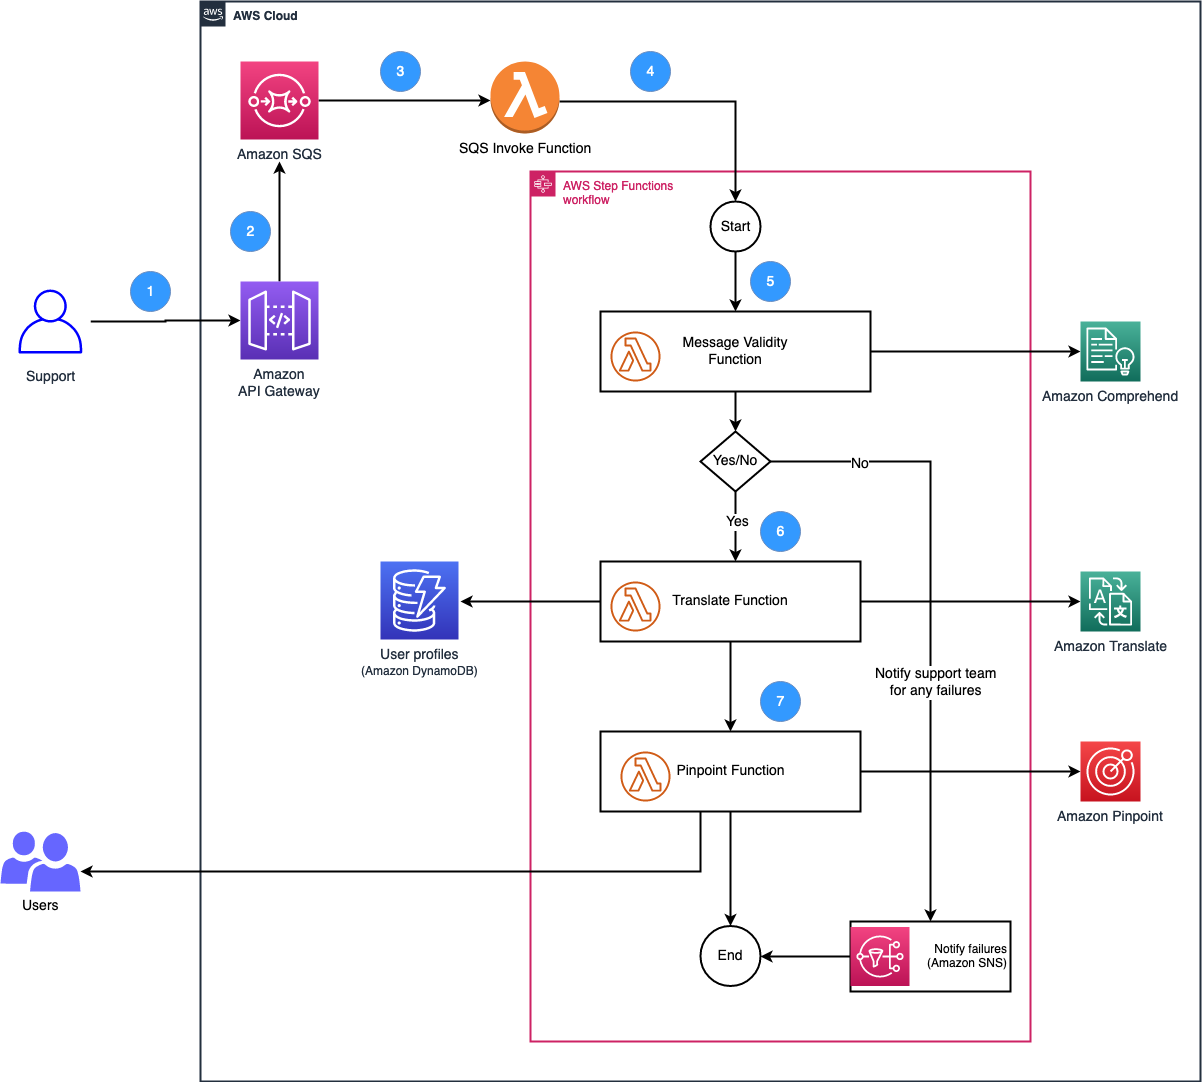 aws
AWS Cloud
3
4
Amazon SQS
SQS Invoke Function
AWS Step Functions
workflow
2
Start
1
5
</>
Message Validity
Function
Support
Amazon
API Gateway
Amazon Comprehend
Yes/No
No
Yes
6
Translate Function
A
文
User profiles
(Amazon DynamoDB)
Amazon Translate
Notify support team
for any failures
7
Pinpoint Function
Amazon Pinpoint
Users
End
Notify failures
(Amazon SNS)